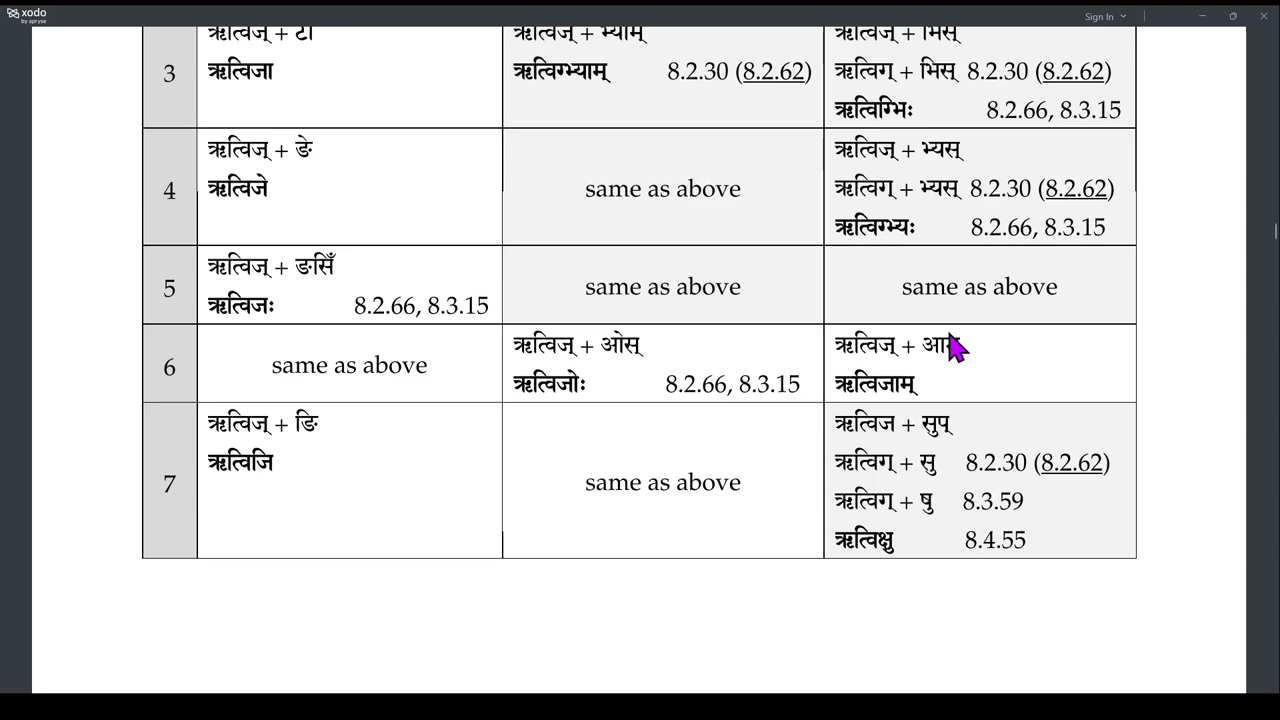 xodo
by apryse
Sign In
ऋत्विज् + टा
ऋत्विज् + भ्याम्
ऋत्विज् + भिस्
3
ऋत्विजा
ऋत्विग्भ्याम् 8.2.30 (8.2.62)
ऋत्विग् + भिस् 8.2.30 (8.2.62)
ऋत्विग्भिः 8.2.66, 8.3.15
4
ऋत्विज् + ङे
ऋत्विजे
same as above
ऋत्विज् + भ्यस्
ऋत्विग् + भ्यस् 8.2.30 (8.2.62)
ऋत्विग्भ्यः 8.2.66, 8.3.15
5
ऋत्विज् + ङसिँ
ऋत्विजः 8.2.66, 8.3.15
same as above
same as above
6
same as above
ऋत्विज् + ओस्
ऋत्विजोः 8.2.66, 8.3.15
ऋत्विज् + आम्
ऋत्विजाम्
7
ऋत्विज् + ङि
ऋत्विजि
same as above
ऋत्विज + सुप्
ऋत्विग् + सु 8.2.30 (8.2.62)
ऋत्विग् + षु 8.3.59
ऋत्विक्षु 8.4.55